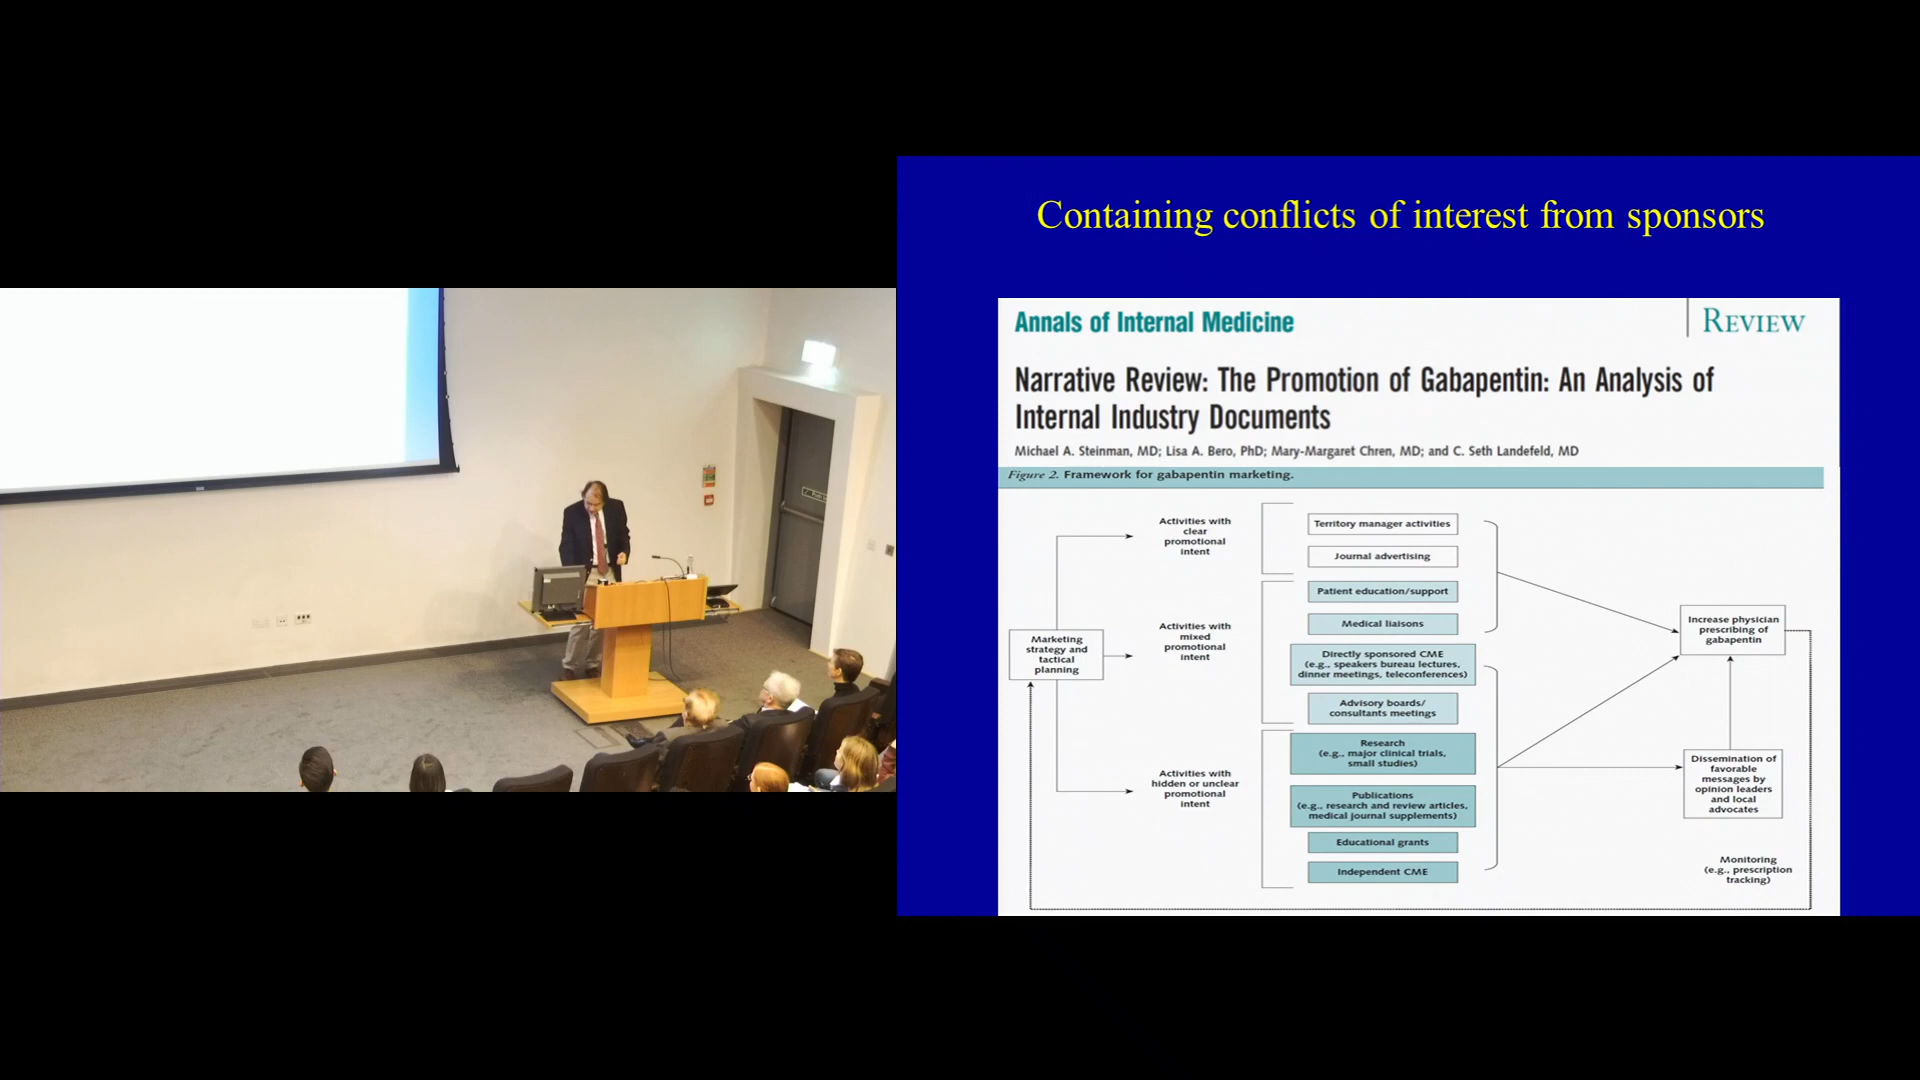 Containing conflicts of interest from sponsors
Annals of Internal Medicine
REVIEW
Narrative Review: The Promotion of Gabapentin: An Analysis of
Internal Industry Documents
Michael A. Steinman, MD; Lisa A. Bero, PhD; Mary-Margaret Chren, MD; and C. Seth Landefeld, MD
Figure 2. Framework for gabapentin marketing.
Marketing
strategy and
tactical
planning
Activities with
clear
promotional
intent
Activities with
mixed
promotional
intent
Activities with
hidden or unclear
promotional
intent
Territory manager activities
Journal advertising
Patient education/support
Medical liaisons
Directly sponsored CME
(e.g., speakers bureau lectures,
dinner meetings, teleconferences)
Advisory boards/
consultants meetings
Research
(e.g., major clinical trials,
small studies)
Publications
(e.g., research and review articles,
medical journal supplements)
Educational grants
Independent CME
Increase physician
prescribing of
gabapentin
Dissemination of
favorable
messages by
opinion leaders
and local
advocates
Monitoring
(e.g., prescription
tracking)